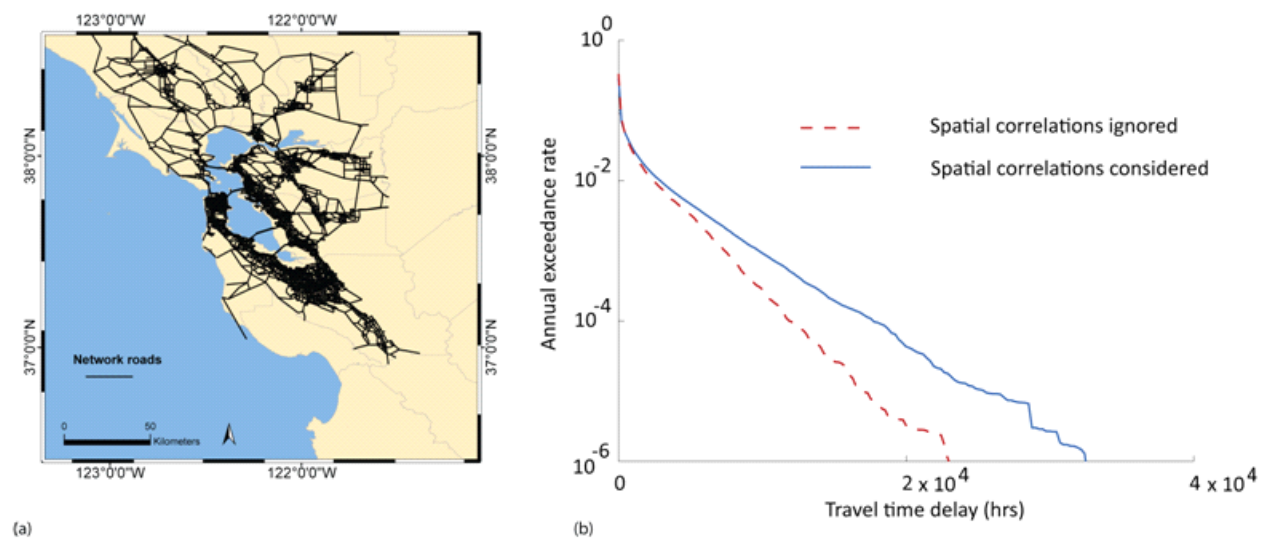 123°0'0"W 122°0'0"W
38°0'0"N
37°0'0"N
38°0'0"N
37°0'0"N
Network roads
0 50
Kilometers
123°0'0"W 122°0'0"W
(a)
10^0
10^-2
10^-4
10^-6
Annual exceedance rate
Spatial correlations ignored
Spatial correlations considered
0 2 x 10^4 4 x 10^4
Travel time delay (hrs)
(b)